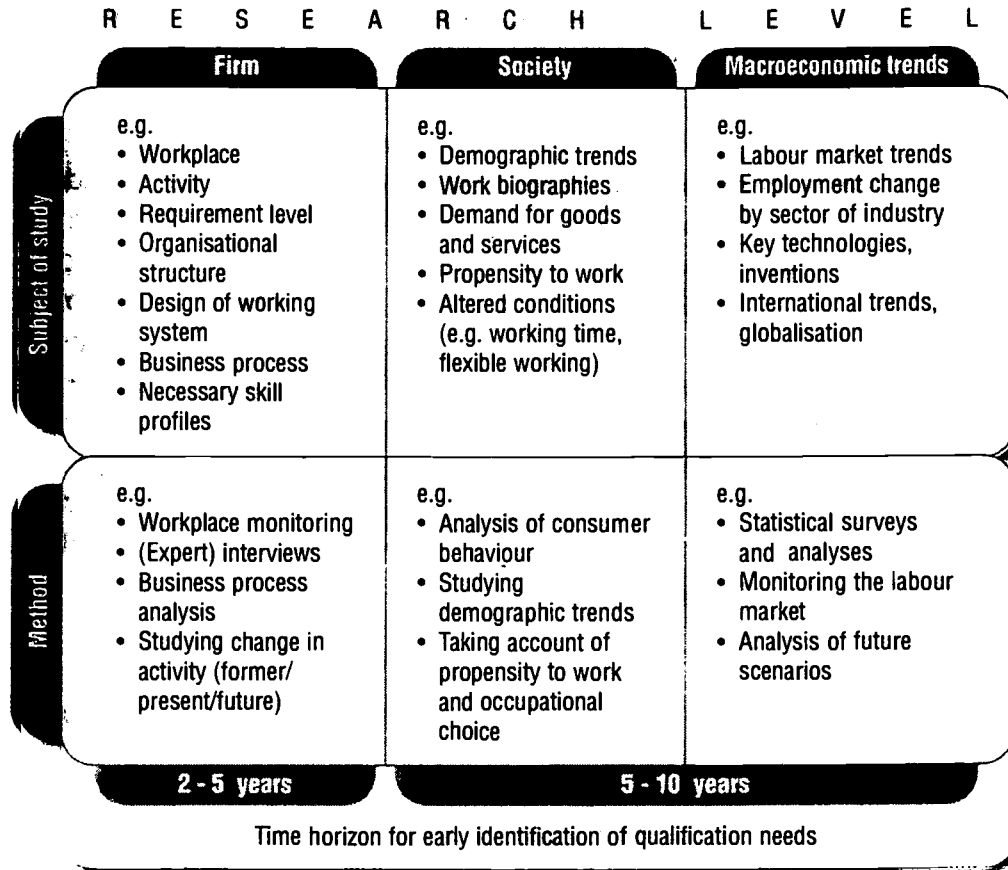 RESEARCH LEVEL
Firm
Society
Macroeconomic trends
Subject of study
e.g.
• Workplace
• Activity
• Requirement level
• Organisational
structure
• Design of working
system
• Business process
• Necessary skill
profiles
e.g.
• Demographic trends
• Work biographies
• Demand for goods
and services
• Propensity to work
• Altered conditions
(e.g. working time,
flexible working)
e.g.
• Labour market trends
• Employment change
by sector of industry
• Key technologies,
inventions
• International trends,
globalisation
Method
e.g.
• Workplace monitoring
• (Expert) interviews
• Business process
analysis
• Studying change in
activity (former/
present/future)
e.g.
• Analysis of consumer
behaviour
• Studying
demographic trends
• Taking account of
propensity to work
and occupational
choice
e.g.
• Statistical surveys
and analyses
• Monitoring the labour
market
• Analysis of future
scenarios
2 - 5 years
5 - 10 years
Time horizon for early identification of qualification needs